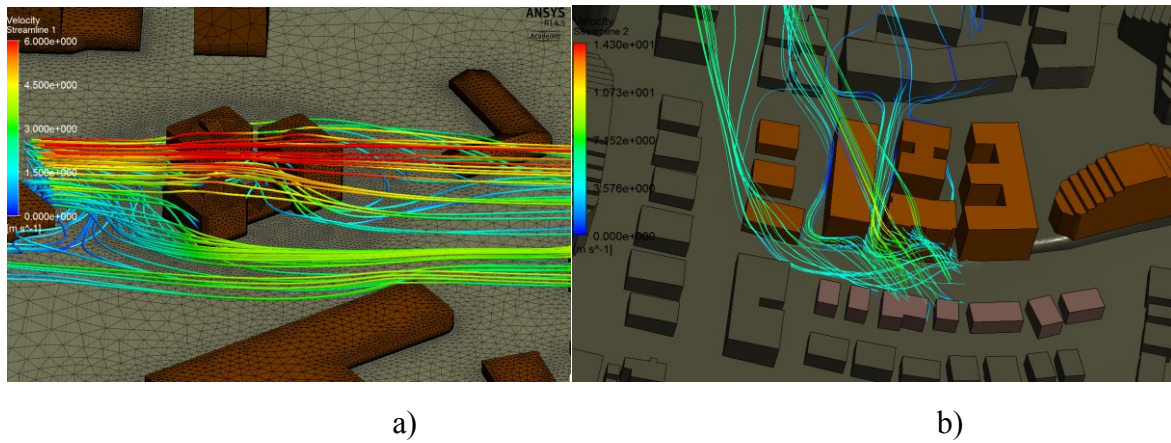 Velocity
Streamline 1
6.000e+000
4.500e+000
3.000e+000
1.500e+000
0.000e+000
[m s^-1]
ANSYS
R14.5
Academic
Velocity
Streamline 2
1.430e+001
1.073e+001
7.152e+000
3.576e+000
0.000e+000
[m s^-1]
a)
b)